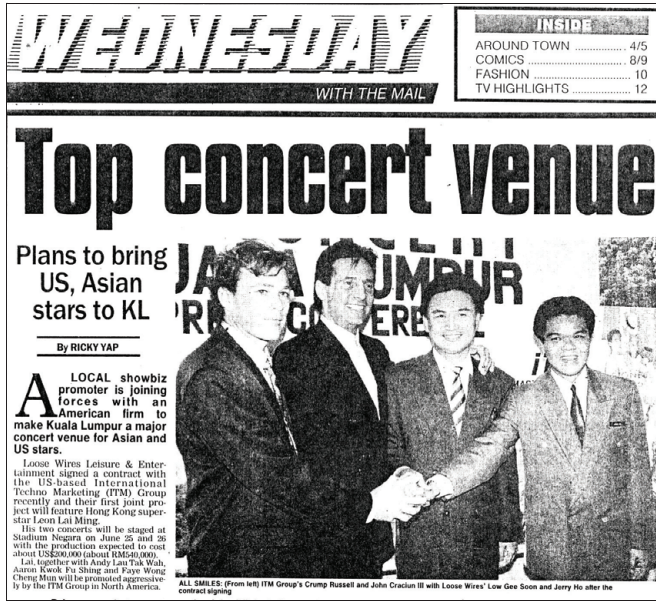 WEDNESDAY
WITH THE MAIL
INSIDE
AROUND TOWN ............... 4/5
COMICS ........................... 8/9
FASHION .......................... 10
TV HIGHLIGHTS ................. 12
Top concert venue
Plans to bring
US, Asian
stars to KL
By RICKY YAP
A LOCAL showbiz
promoter is joining
forces with an
American firm to
make Kuala Lumpur a major
concert venue for Asian and
US stars.
Loose Wires Leisure & Enter-
tainment signed a contract with
the US-based International
Techno Marketing (ITM) Group
recently and their first joint pro-
ject will feature Hong Kong super-
star Leon Lai Ming.
His two concerts will be staged at
Stadium Negara on June 25 and 26
with the production expected to cost
about US$200,000 (about RM540,000).
Lai, together with Andy Lau Tak Wah,
Aaron Kwok Fu Shing and Faye Wong
Cheng Mun will be promoted aggressive-
ly by the ITM Group in North America.
UMPUR
ALL SMILES: (From left) ITM Group's Crump Russell and John Craciun III with Loose Wires' Low Gee Soon and Jerry Ho after the
contract signing